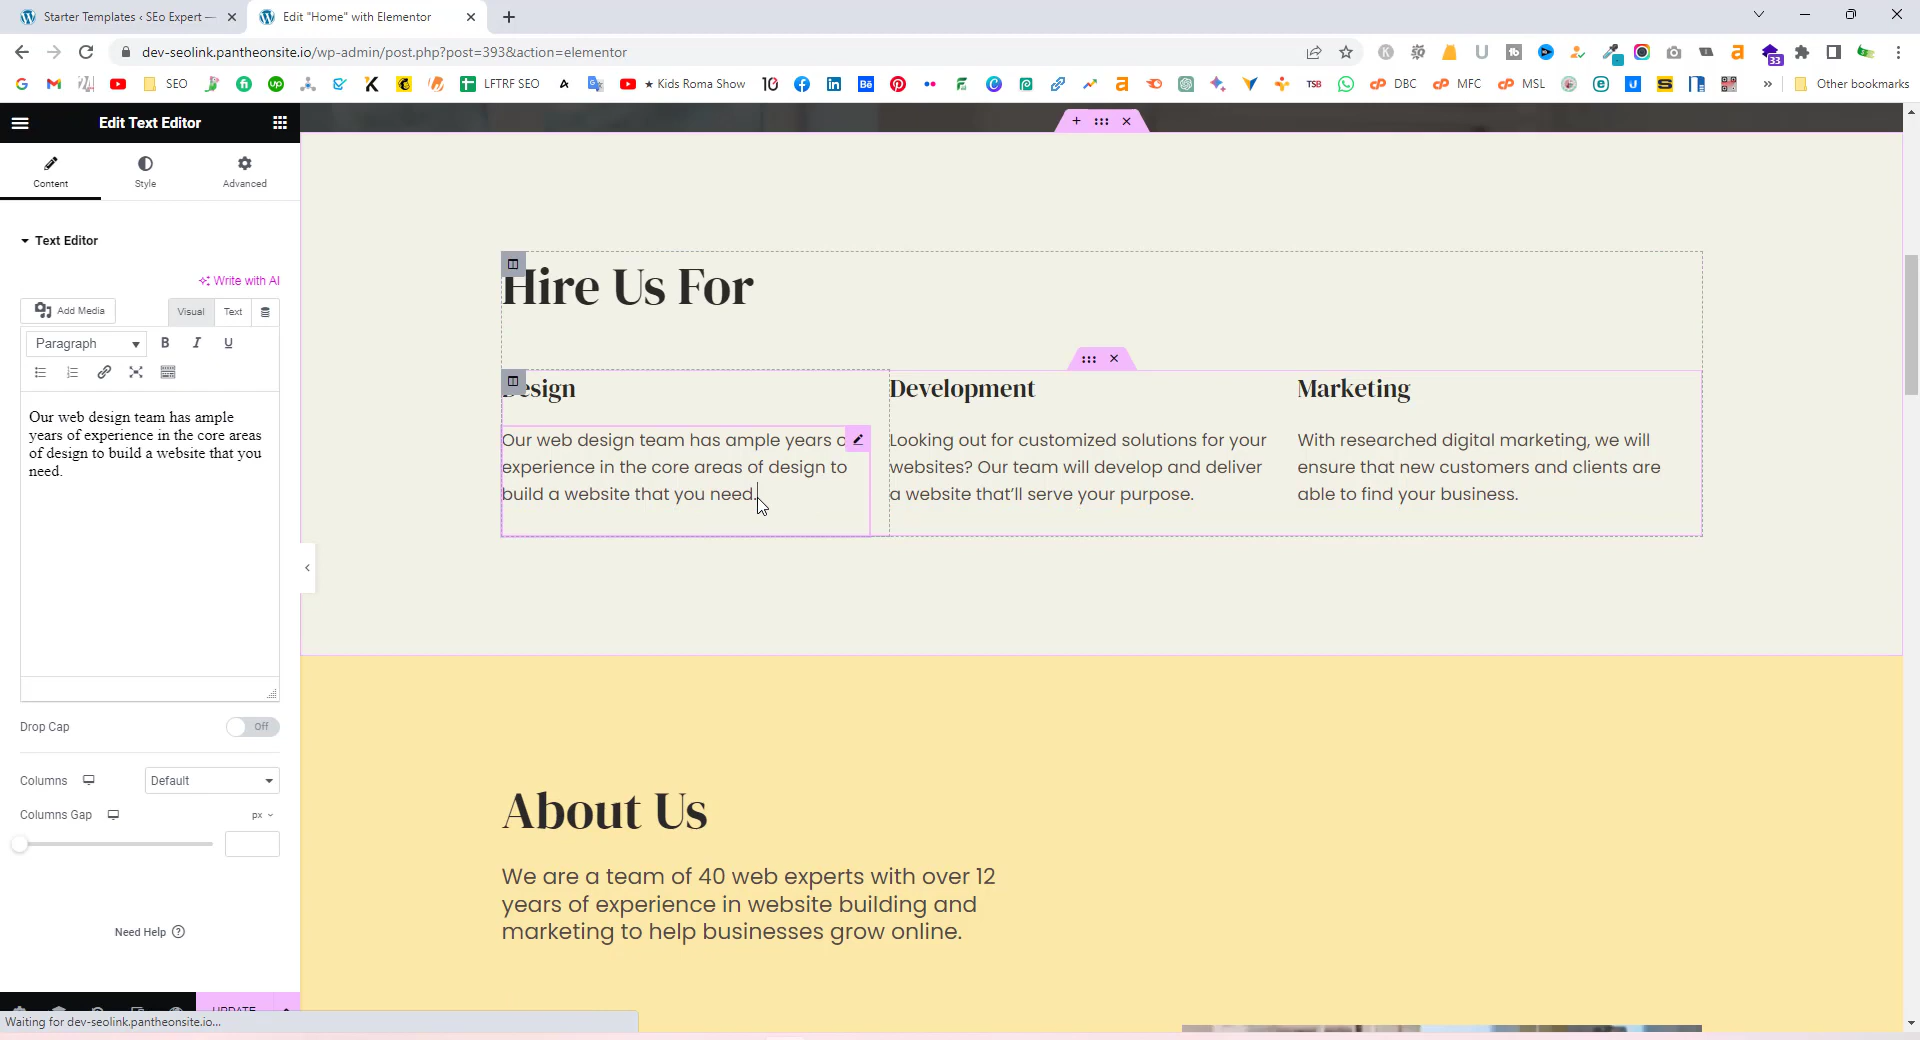 Starter Templates ‹ SEo Expert —
Edit "Home" with Elementor
dev-seolink.pantheonsite.io/wp-admin/post.php?post=393&action=elementor
33
SEO
LFTRF SEO
★ Kids Roma Show
DBC
MFC
MSL
Other bookmarks
Edit Text Editor
Content
Style
Advanced
Text Editor
Write with AI
Add Media
Visual
Text
Paragraph
B I U
Our web design team has ample
years of experience in the core areas
of design to build a website that you
need.
Drop Cap
Off
Columns
Default
Columns Gap
px
Need Help
UPDATE
Waiting for dev-seolink.pantheonsite.io...
Hire Us For
Design
Our web design team has ample years o
experience in the core areas of design to
build a website that you need.
Development
Looking out for customized solutions for your
websites? Our team will develop and deliver
a website that’ll serve your purpose.
Marketing
With researched digital marketing, we will
ensure that new customers and clients are
able to find your business.
About Us
We are a team of 40 web experts with over 12
years of experience in website building and
marketing to help businesses grow online.